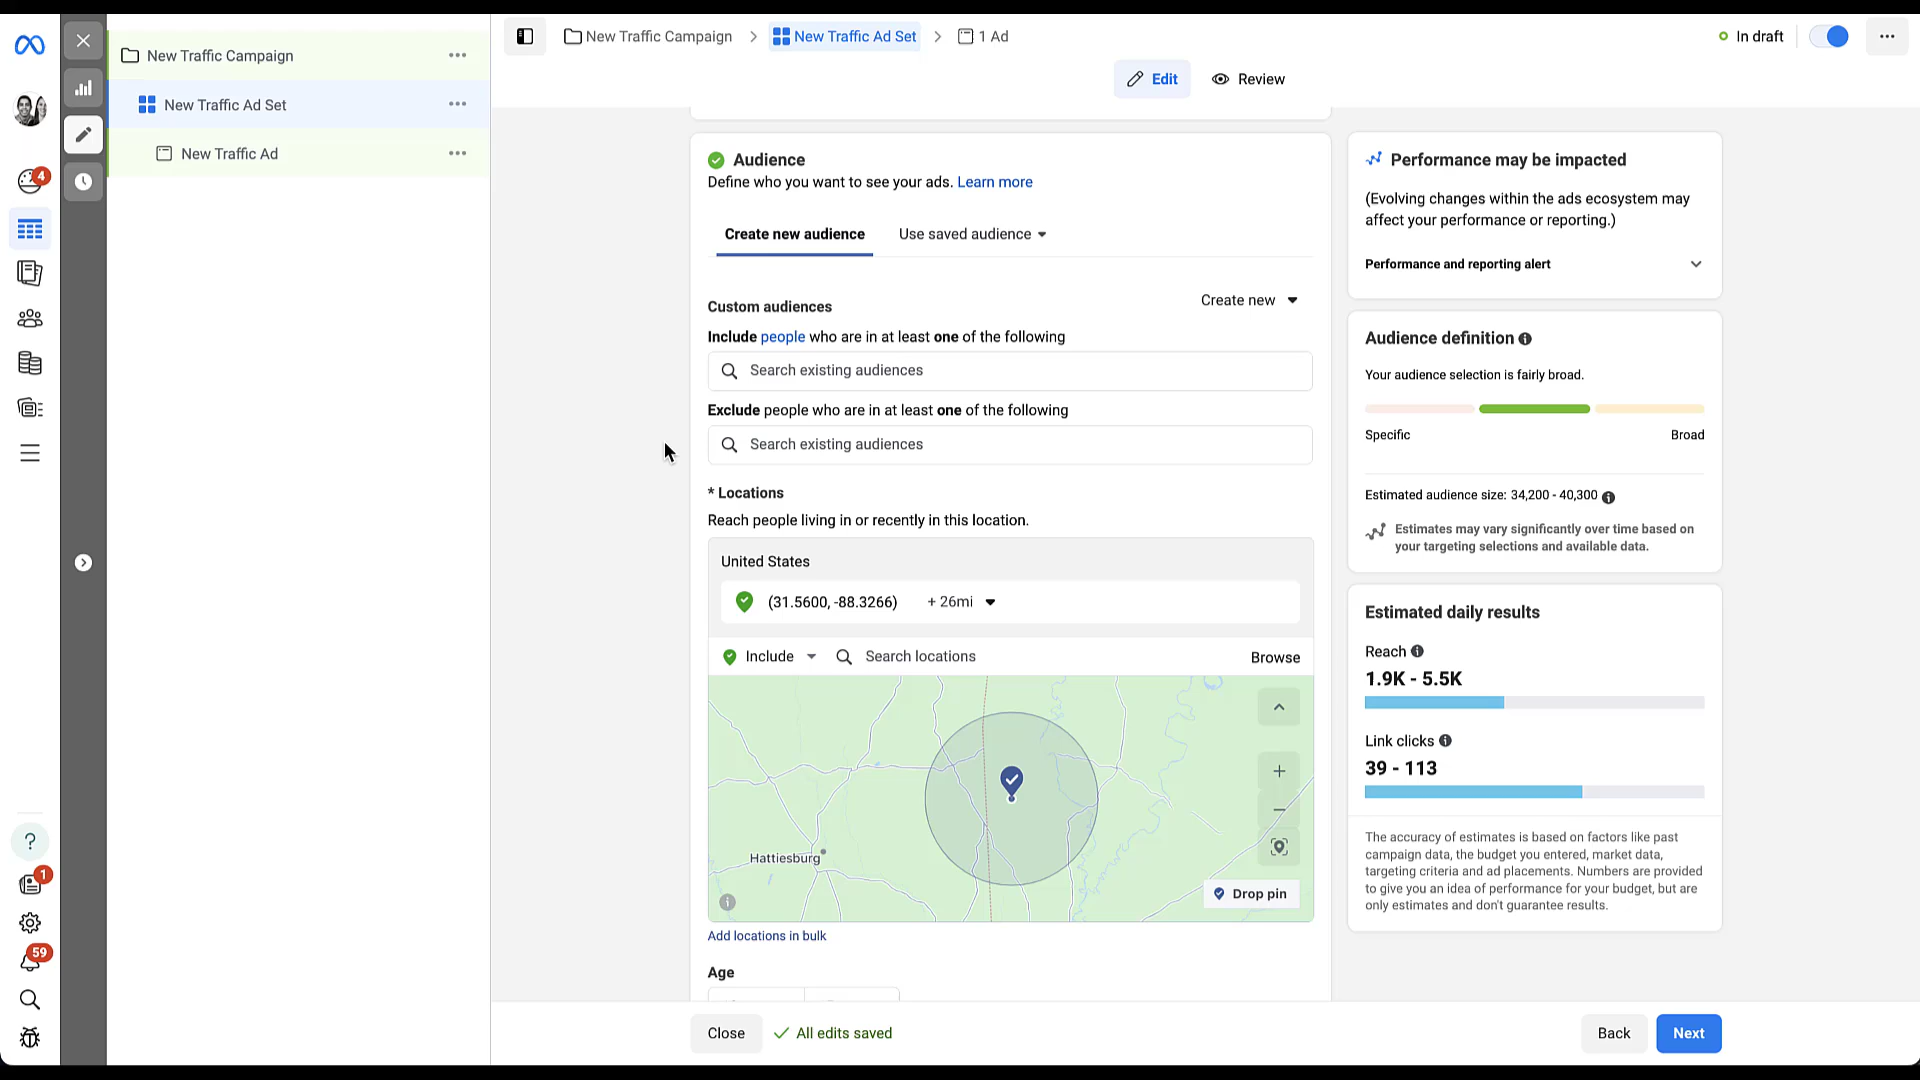 New Traffic Campaign
New Traffic Ad Set
New Traffic Ad
4
1
59
?
New Traffic Campaign
New Traffic Ad Set
1 Ad
In draft
Edit
Review
Audience
Define who you want to see your ads. Learn more
Create new audience
Use saved audience
Custom audiences
Create new
Include people who are in at least one of the following
Search existing audiences
Exclude people who are in at least one of the following
Search existing audiences
* Locations
Reach people living in or recently in this location.
United States
(31.5600, -88.3266) + 26mi
Include
Search locations
Browse
Hattiesburg
Drop pin
Add locations in bulk
Age
Performance may be impacted
(Evolving changes within the ads ecosystem may
affect your performance or reporting.)
Performance and reporting alert
Audience definition
Your audience selection is fairly broad.
Specific
Broad
Estimated audience size: 34,200 - 40,300
Estimates may vary significantly over time based on
your targeting selections and available data.
Estimated daily results
Reach
1.9K - 5.5K
Link clicks
39 - 113
The accuracy of estimates is based on factors like past
campaign data, the budget you entered, market data,
targeting criteria and ad placements. Numbers are provided
to give you an idea of performance for your budget, but are
only estimates and don't guarantee results.
Close
All edits saved
Back
Next